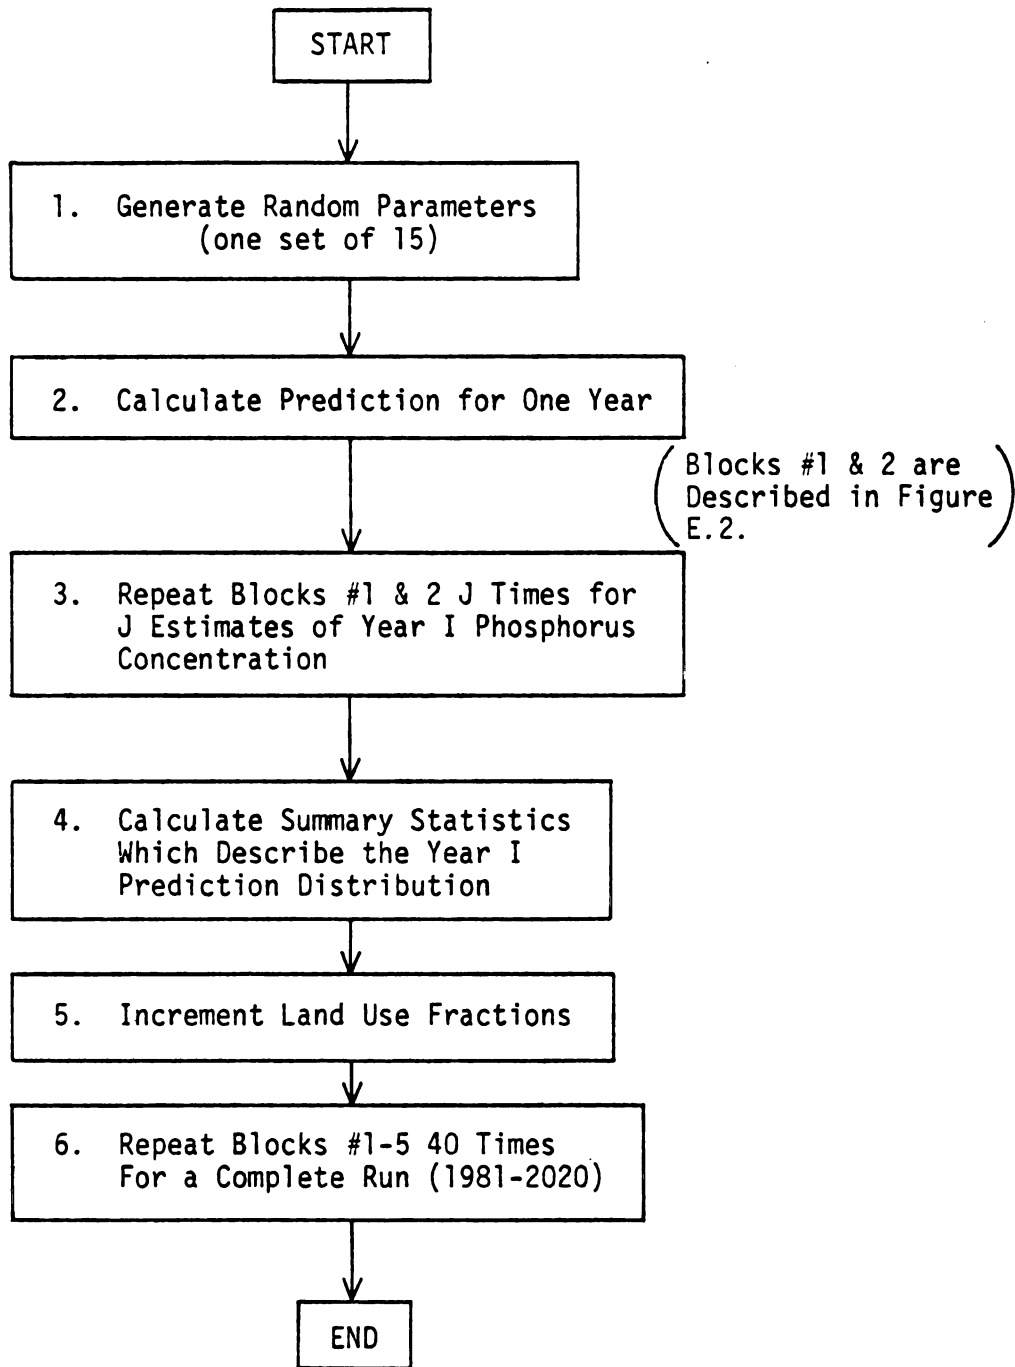 START
1. Generate Random Parameters
(one set of 15)
2. Calculate Prediction for One Year
Blocks #1 & 2 are
Described in Figure
E.2.
3. Repeat Blocks #1 & 2 J Times for
J Estimates of Year I Phosphorus
Concentration
4. Calculate Summary Statistics
Which Describe the Year I
Prediction Distribution
5. Increment Land Use Fractions
6. Repeat Blocks #1-5 40 Times
For a Complete Run (1981-2020)
END